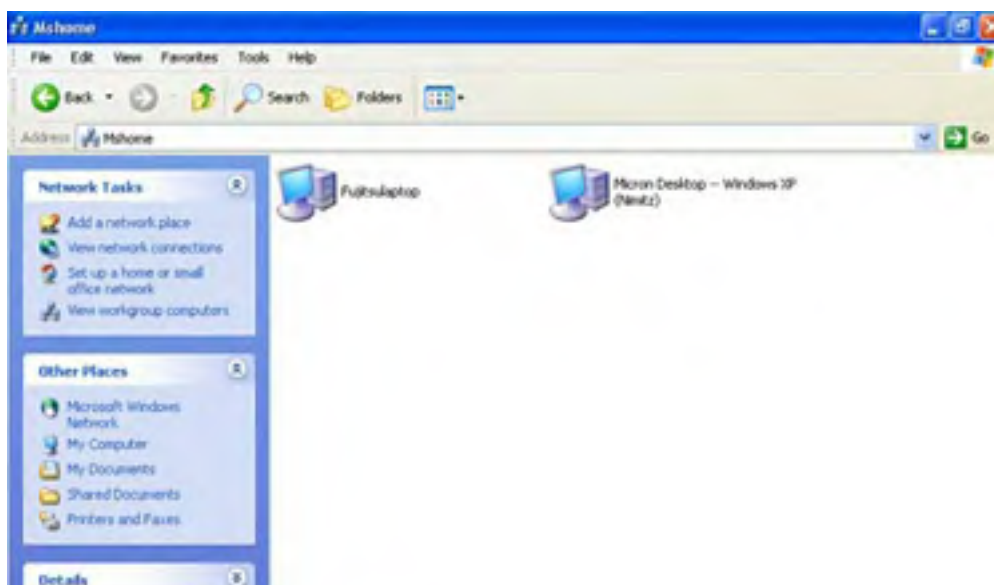 Mshome
File Edit View Favorites Tools Help
Back Search Folders
Address Mshome Go
Network Tasks
Add a network place
View network connections
Set up a home or small
office network
View workgroup computers
Other Places
Microsoft Windows
Network
My Computer
My Documents
Shared Documents
Printers and Faxes
Details
Fujitsulaptop
Micron Desktop -- Windows XP
(Nimitz)